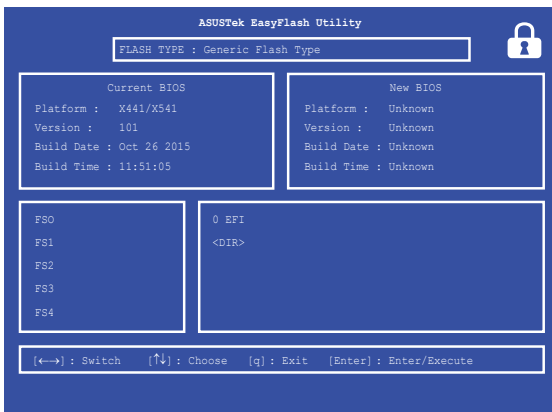 ASUSTek EasyFlash Utility
FLASH TYPE : Generic Flash Type
Current BIOS
Platform : X441/X541
Version : 101
Build Date : Oct 26 2015
Build Time : 11:51:05
New BIOS
Platform : Unknown
Version : Unknown
Build Date : Unknown
Build Time : Unknown
FSO
FS1
FS2
FS3
FS4
0 EFI
<DIR>
[←→] : Switch [↑↓] : Choose [q] : Exit [Enter] : Enter/Execute